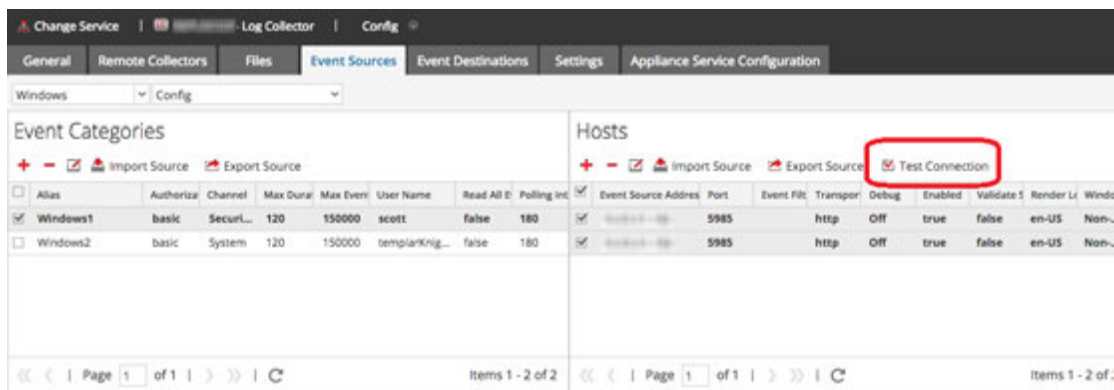 Change Service | - Log Collector | Config
General Remote Collectors Files Event Sources Event Destinations Settings Appliance Service Configuration
Windows Config
Event Categories
Import Source Export Source
Alias Authoriza Channel Max Durat Max Event User Name Read All E Polling Int
Windows1 basic Securi... 120 150000 scott false 180
Windows2 basic System 120 150000 templarKnig... false 180
Page 1 of 1 | Items 1 - 2 of 2
Hosts
Import Source Export Source Test Connection
Event Source Address Port Event Filt Transpor Debug Enabled Validate S Render Lo Windo
5985 http Off true false en-US Non-.
5985 http Off true false en-US Non-.
Page 1 of 1 | Items 1 - 2 of